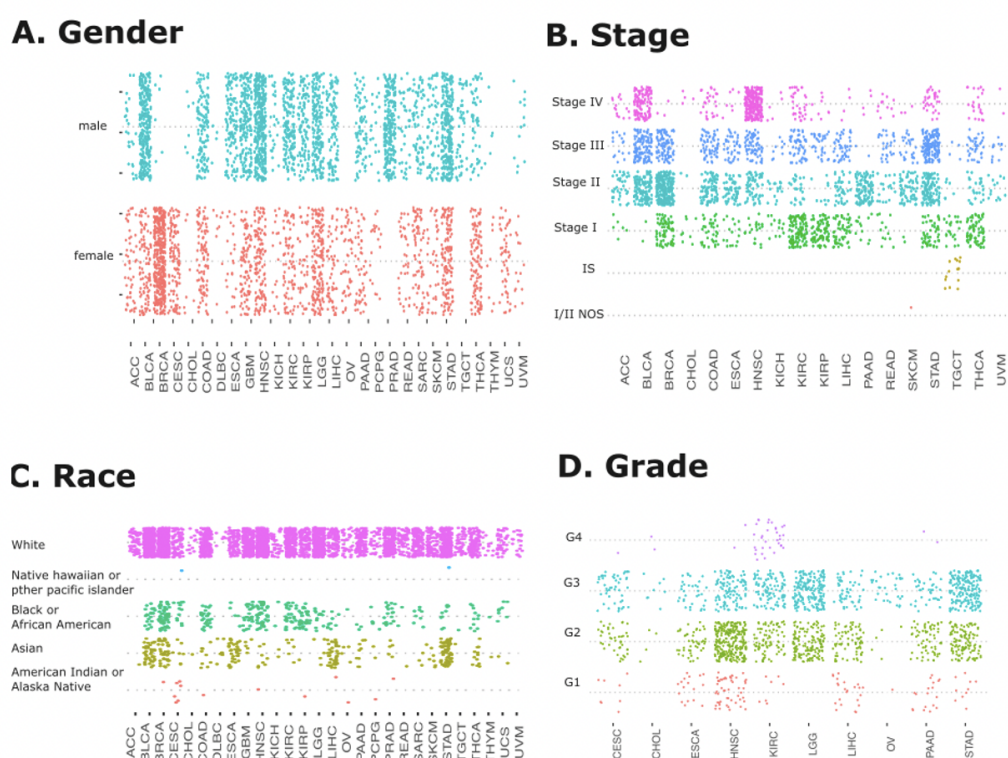 A. Gender
male
female
ACC BLCA BRCA CESC CHOL COAD DLBC ESCA GBM HNSC KICH KIRC KIRP LGG LIHC OV PAAD PCPG PRAD READ SARC SKCM STAD TGCT THCA THYM UCS UVM
B. Stage
Stage IV
Stage III
Stage II
Stage I
IS
I/II NOS
ACC BLCA BRCA CHOL COAD ESCA HNSC KICH KIRC KIRP LIHC PAAD READ SKCM STAD TGCT THCA UVM
C. Race
White
Native hawaiian or
pther pacific islander
Black or
African American
Asian
American Indian or
Alaska Native
ACC BLCA BRCA CESC CHOL COAD DLBC ESCA GBM HNSC KICH KIRC KIRP LGG LIHC OV PAAD PCPG PRAD READ SARC SKCM STAD TGCT THCA THYM UCS UVM
D. Grade
G4
G3
G2
G1
CESC CHOL ESCA HNSC KIRC LGG LIHC OV PAAD STAD